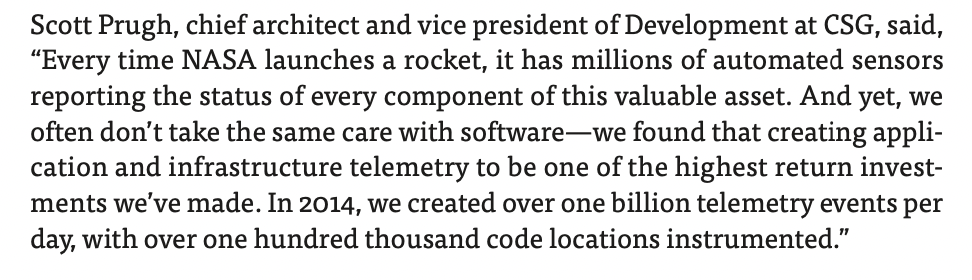 Scott Prugh, chief architect and vice president of Development at CSG, said,
“Every time NASA launches a rocket, it has millions of automated sensors
reporting the status of every component of this valuable asset. And yet, we
often don’t take the same care with software—we found that creating appli-
cation and infrastructure telemetry to be one of the highest return invest-
ments we’ve made. In 2014, we created over one billion telemetry events per
day, with over one hundred thousand code locations instrumented.”